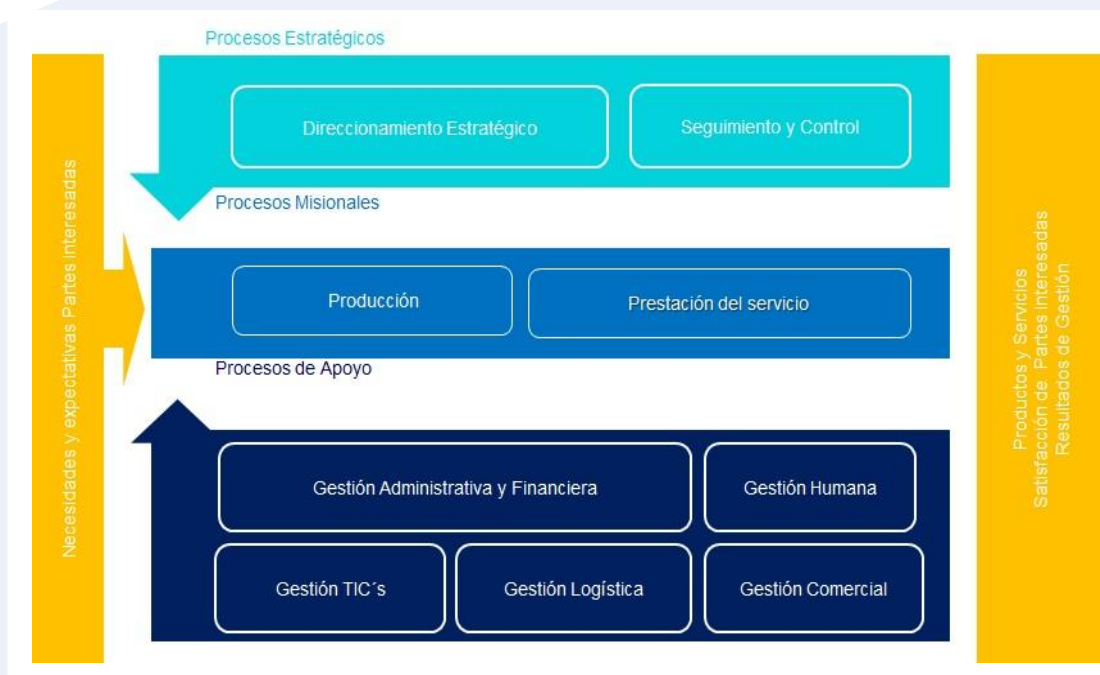 Procesos Estratégicos
Direccionamiento Estratégico
Seguimiento y Control
Procesos Misionales
Producción
Prestación del servicio
Procesos de Apoyo
Gestión Administrativa y Financiera
Gestión Humana
Gestión TIC´s
Gestión Logística
Gestión Comercial
Necesidades y expectativas Partes interesadas
Productos y Servicios
Satisfacción de Partes interesadas
Resultados de Gestión